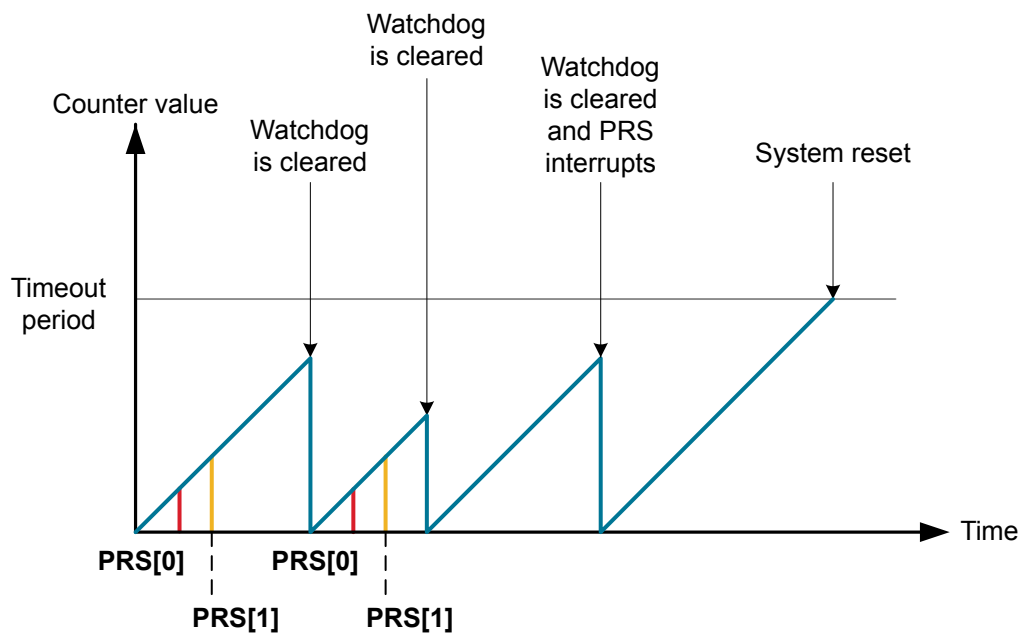 Watchdog
is cleared
Watchdog
is cleared
and PRS
interrupts
Counter value
Watchdog
is cleared
System reset
Timeout
period
Time
PRS[0]
PRS[0]
PRS[1]
PRS[1]